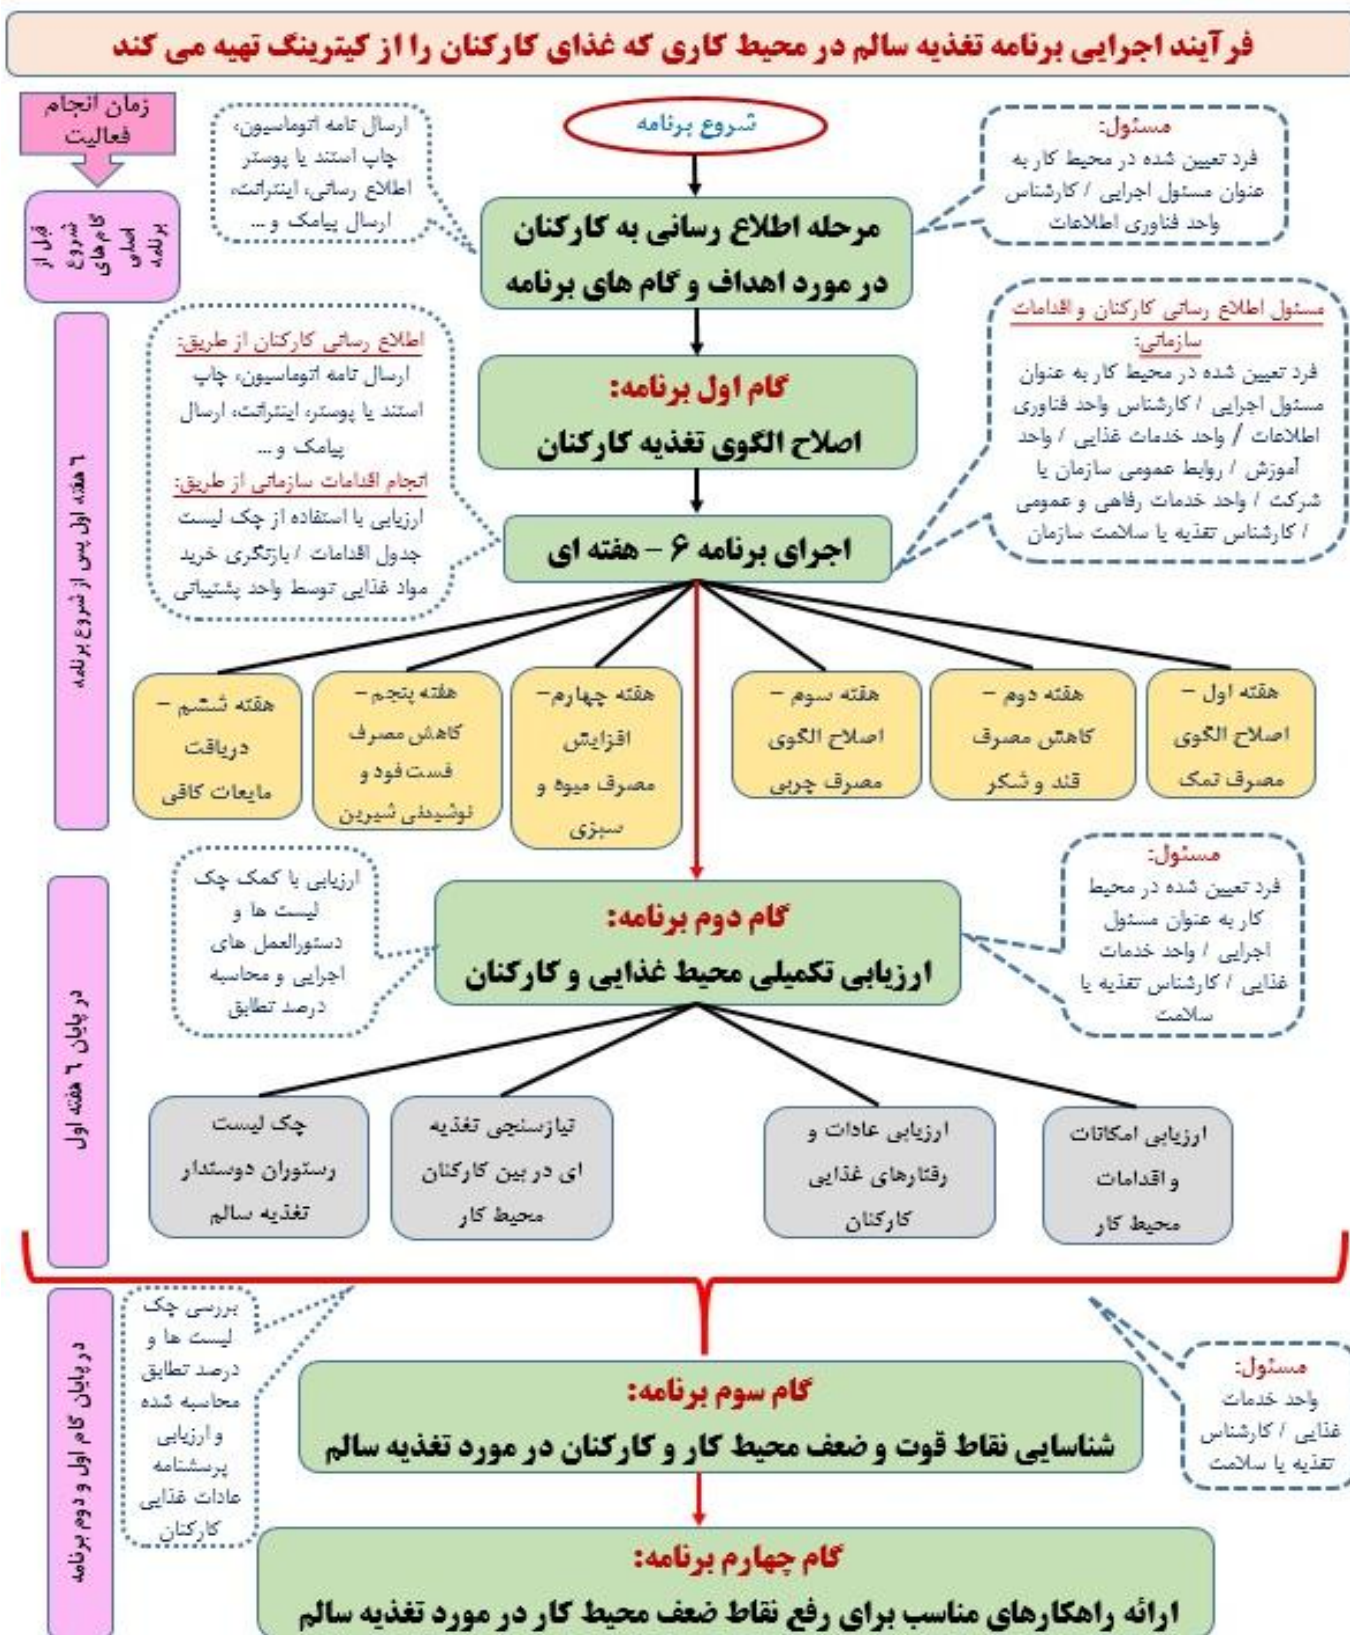 فرآیند اجرایی برنامه تغذیه سالم در محیط کاری که غذای کارکنان را از کیترینگ تهیه می کند
زمان انجام
فعالیت
شروع برنامه
ارسال نامه اتوماسیون،
چاپ استند یا پوستر
اطلاع رسانی، اینترانت،
ارسال پیامک و ...
مسئول:
فرد تعیین شده در محیط کار به
عنوان مسئول اجرایی / کارشناس
واحد فناوری اطلاعات
قبل از
شروع
گام های
اصلی
برنامه
مرحله اطلاع رسانی به کارکنان
در مورد اهداف و گام های برنامه
۶ هفته اول پس از شروع برنامه
گام اول برنامه:
اصلاح الگوی تغذیه کارکنان
اطلاع رسانی کارکنان از طریق:
ارسال نامه اتوماسیون، چاپ
استند یا پوستر، اینترانت، ارسال
پیامک و ...
انجام اقدامات سازمانی از طریق:
ارزیابی با استفاده از چک لیست
جدول اقدامات / بازنگری خرید
مواد غذایی توسط واحد پشتیبانی
مسئول اطلاع رسانی کارکنان و اقدامات
سازمانی:
فرد تعیین شده در محیط کار به عنوان
مسئول اجرایی / کارشناس واحد فناوری
اطلاعات / واحد خدمات غذایی / واحد
آموزش / روابط عمومی سازمان یا
شرکت / واحد خدمات رفاهی و عمومی
/ کارشناس تغذیه یا سلامت سازمان
اجرای برنامه ۶ - هفته ای
هفته اول –
اصلاح الگوی
مصرف نمک
هفته دوم –
کاهش مصرف
قند و شکر
هفته سوم –
اصلاح الگوی
مصرف چربی
هفته چهارم–
افزایش
مصرف میوه و
سبزی
هفته پنجم–
کاهش مصرف
فست فود و
نوشیدنی شیرین
هفته ششم –
دریافت
مایعات کافی
در پایان ۶ هفته اول
گام دوم برنامه:
ارزیابی تکمیلی محیط غذایی و کارکنان
ارزیابی با کمک چک
لیست ها و
دستورالعمل های
اجرایی و محاسبه
درصد تطابق
مسئول:
فرد تعیین شده در محیط
کار به عنوان مسئول
اجرایی / واحد خدمات
غذایی / کارشناس تغذیه یا
سلامت
ارزیابی امکانات
و اقدامات
محیط کار
ارزیابی عادات و
رفتارهای غذایی
کارکنان
نیازسنجی تغذیه
ای در بین کارکنان
محیط کار
چک لیست
رستوران دوستدار
تغذیه سالم
در پایان گام اول و دوم برنامه
بررسی چک
لیست ها و
درصد تطابق
محاسبه شده
و ارزیابی
پرسشنامه
عادات غذایی
کارکنان
مسئول:
واحد خدمات
غذایی / کارشناس
تغذیه یا سلامت
گام سوم برنامه:
شناسایی نقاط قوت و ضعف محیط کار و کارکنان در مورد تغذیه سالم
گام چهارم برنامه:
ارائه راهکارهای مناسب برای رفع نقاط ضعف محیط کار در مورد تغذیه سالم